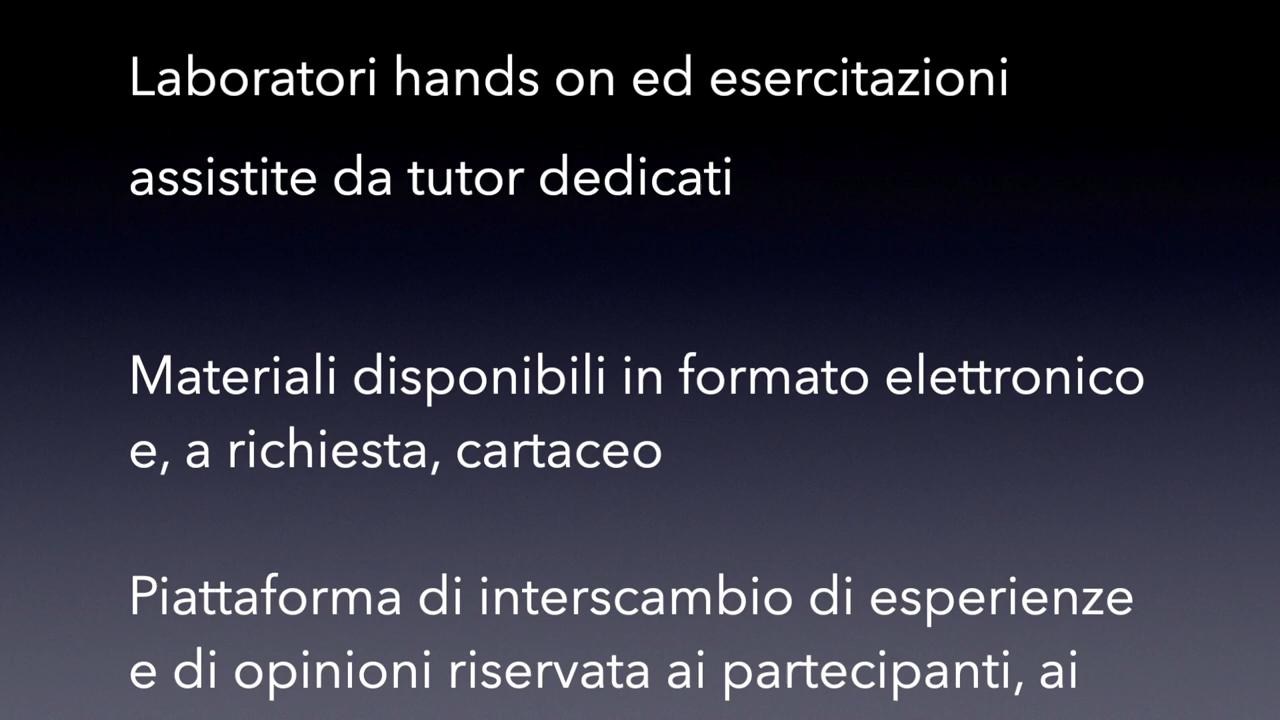 Laboratori hands on ed esercitazioni
assistite da tutor dedicati
Materiali disponibili in formato elettronico
e, a richiesta, cartaceo
Piattaforma di interscambio di esperienze
e di opinioni riservata ai partecipanti, ai